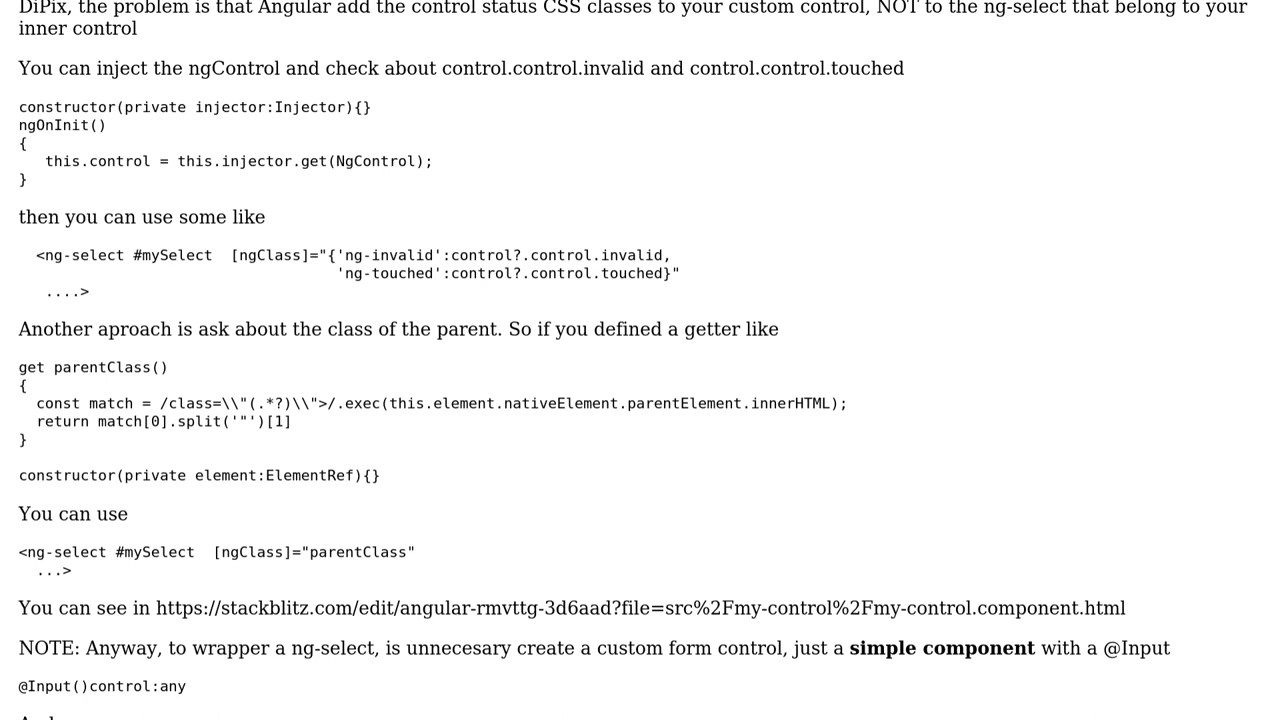 DiPix, the problem is that Angular add the control status CSS classes to your custom control, NOT to the ng-select that belong to your
inner control
You can inject the ngControl and check about control.control.invalid and control.control.touched
constructor(private injector:Injector){}
ngOnInit()
{
   this.control = this.injector.get(NgControl);
}
then you can use some like
  <ng-select #mySelect  [ngClass]="{'ng-invalid':control?.control.invalid,
                                    'ng-touched':control?.control.touched}"
   ....>
Another aproach is ask about the class of the parent. So if you defined a getter like
get parentClass()
{
  const match = /class=\\"(.*?)\\">/.exec(this.element.nativeElement.parentElement.innerHTML);
  return match[0].split('"')[1]
}
constructor(private element:ElementRef){}
You can use
<ng-select #mySelect  [ngClass]="parentClass"
  ...>
You can see in https://stackblitz.com/edit/angular-rmvttg-3d6aad?file=src%2Fmy-control%2Fmy-control.component.html
NOTE: Anyway, to wrapper a ng-select, is unnecesary create a custom form control, just a simple component with a @Input
@Input()control:any